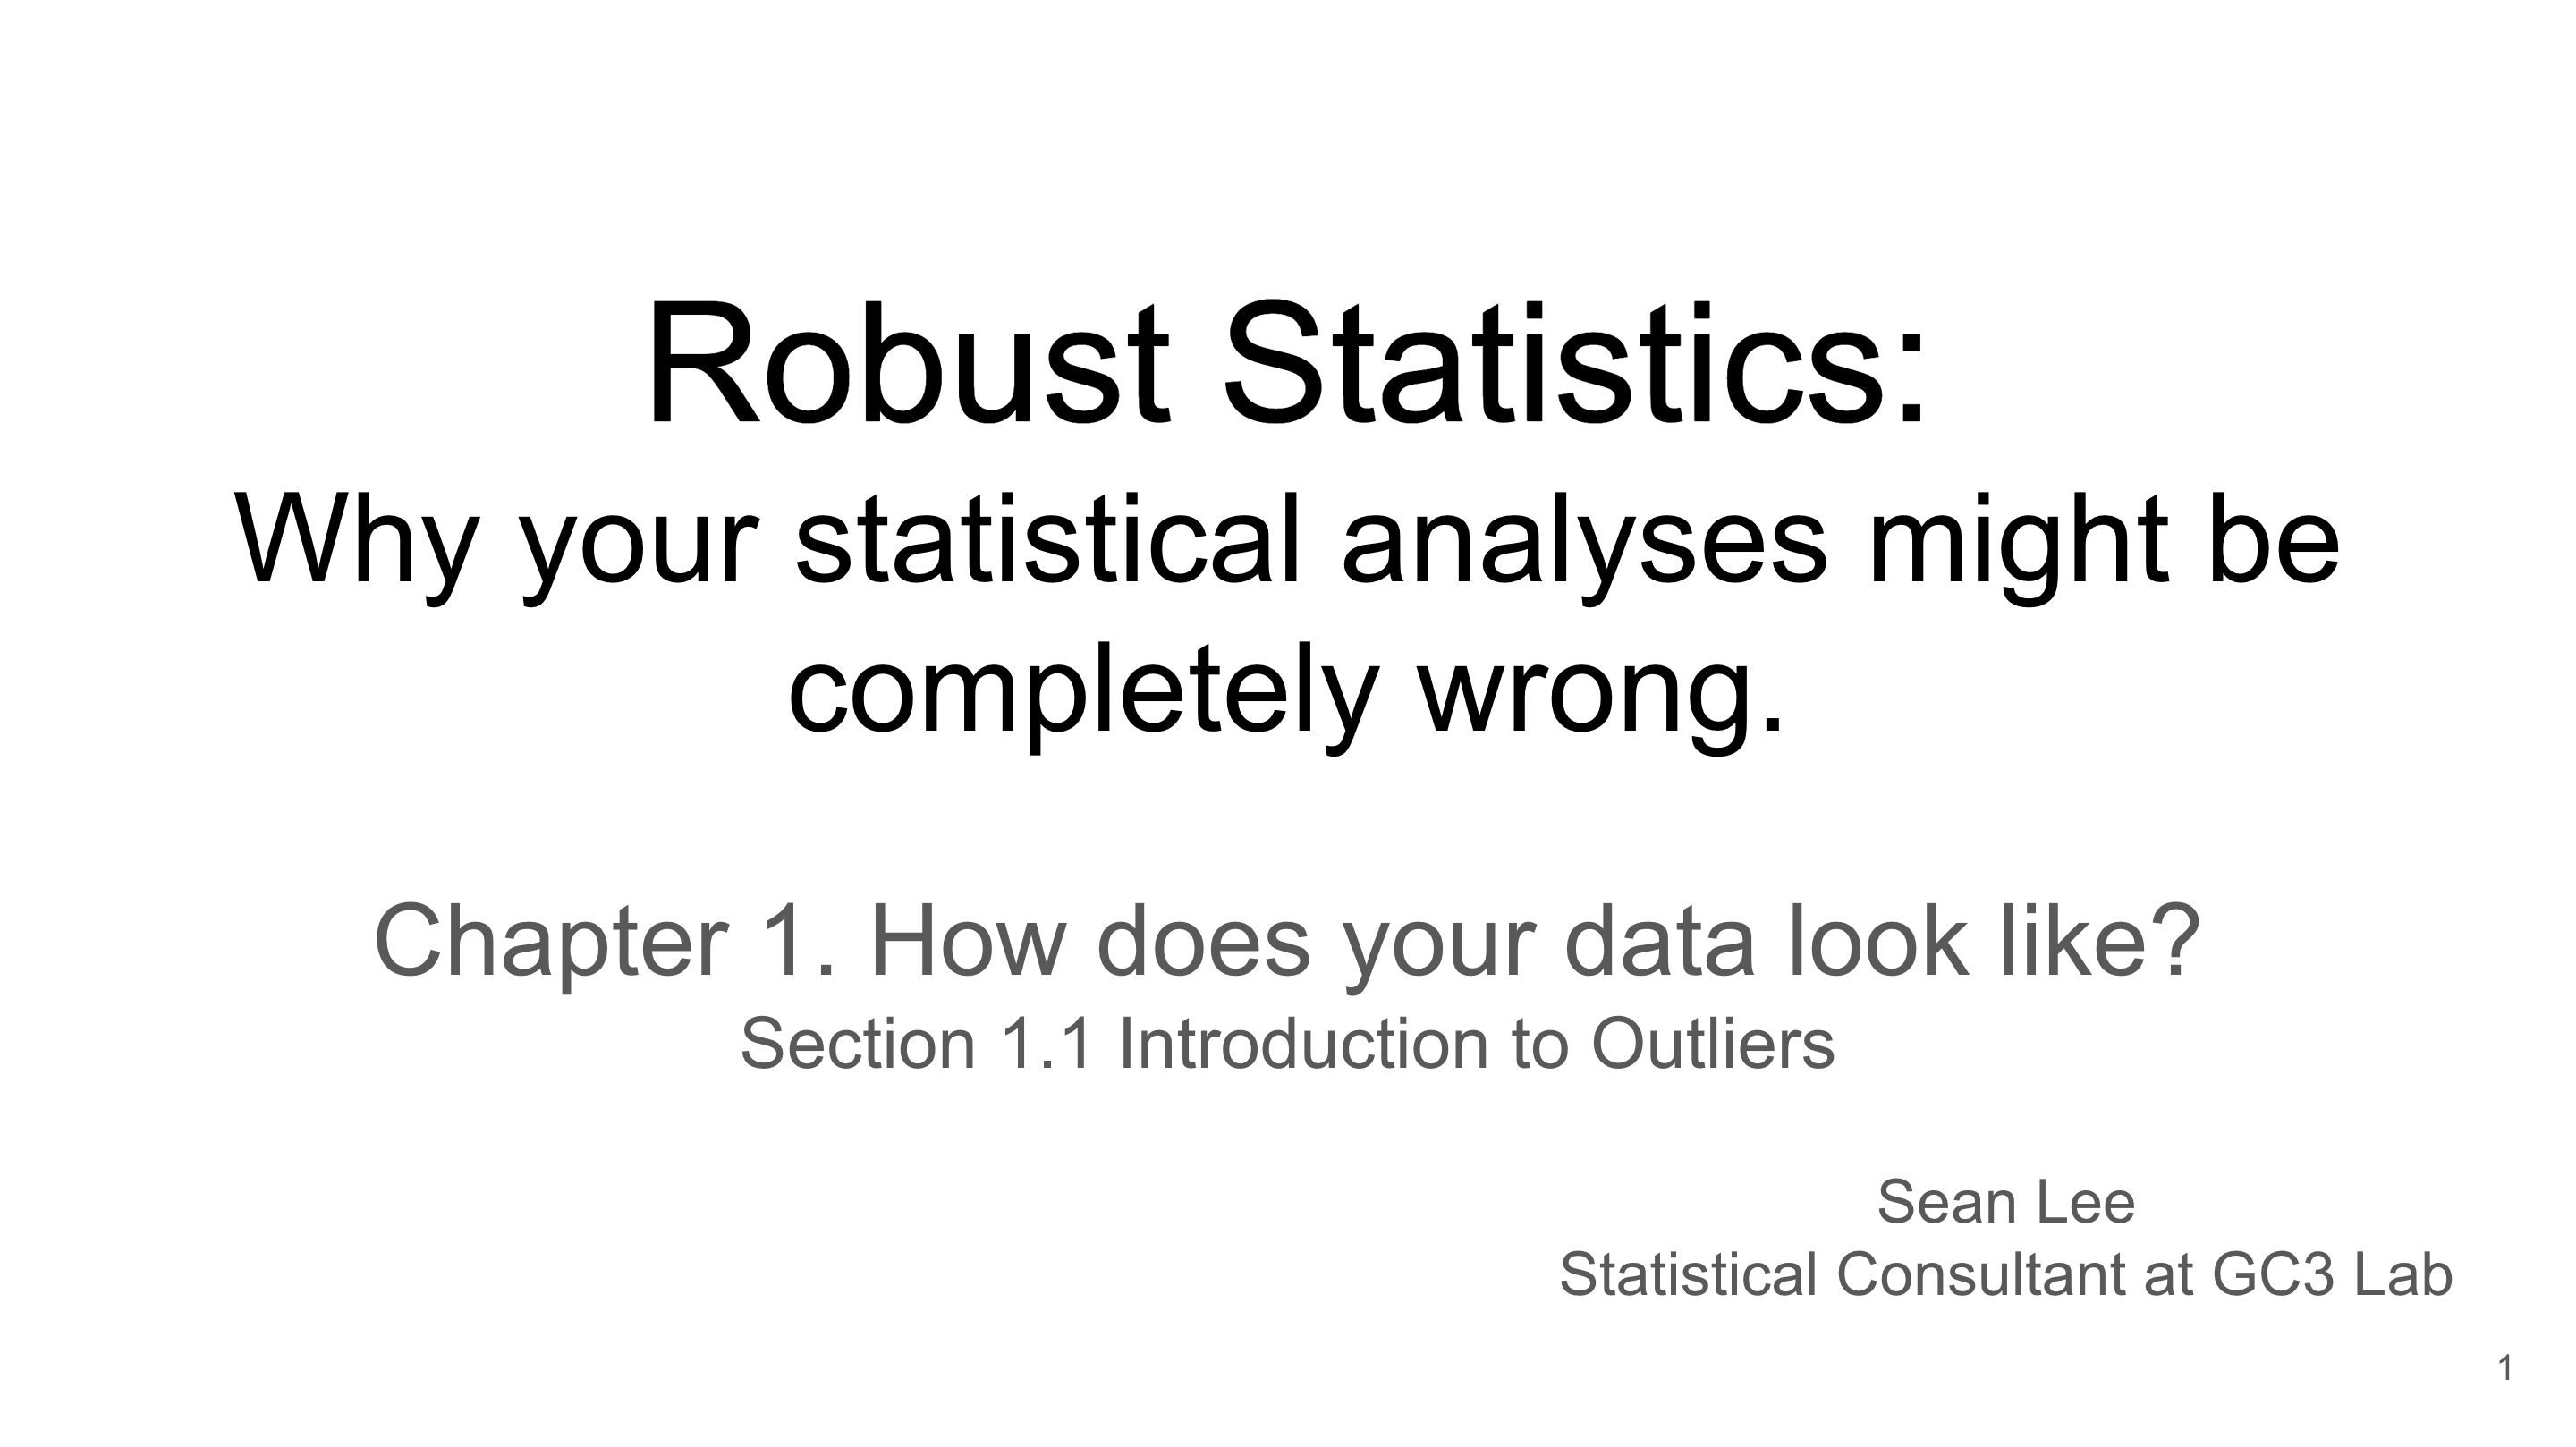 Robust Statistics:
Why your statistical analyses might be
completely wrong.
Chapter 1. How does your data look like?
Section 1.1 Introduction to Outliers
Sean Lee
Statistical Consultant at GC3 Lab
1